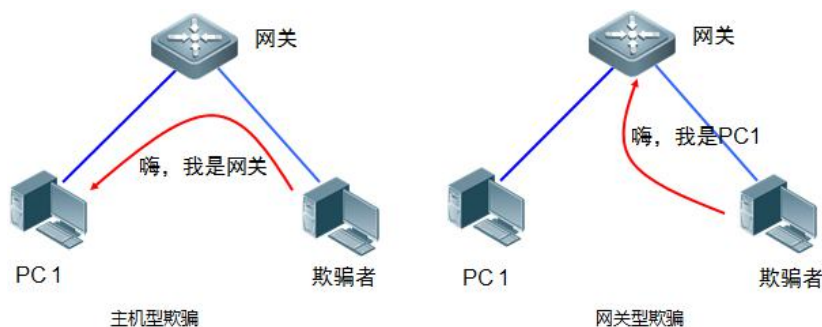 网关
嗨，我是网关
PC 1
欺骗者
主机型欺骗
网关
嗨，我是PC1
PC 1
欺骗者
网关型欺骗